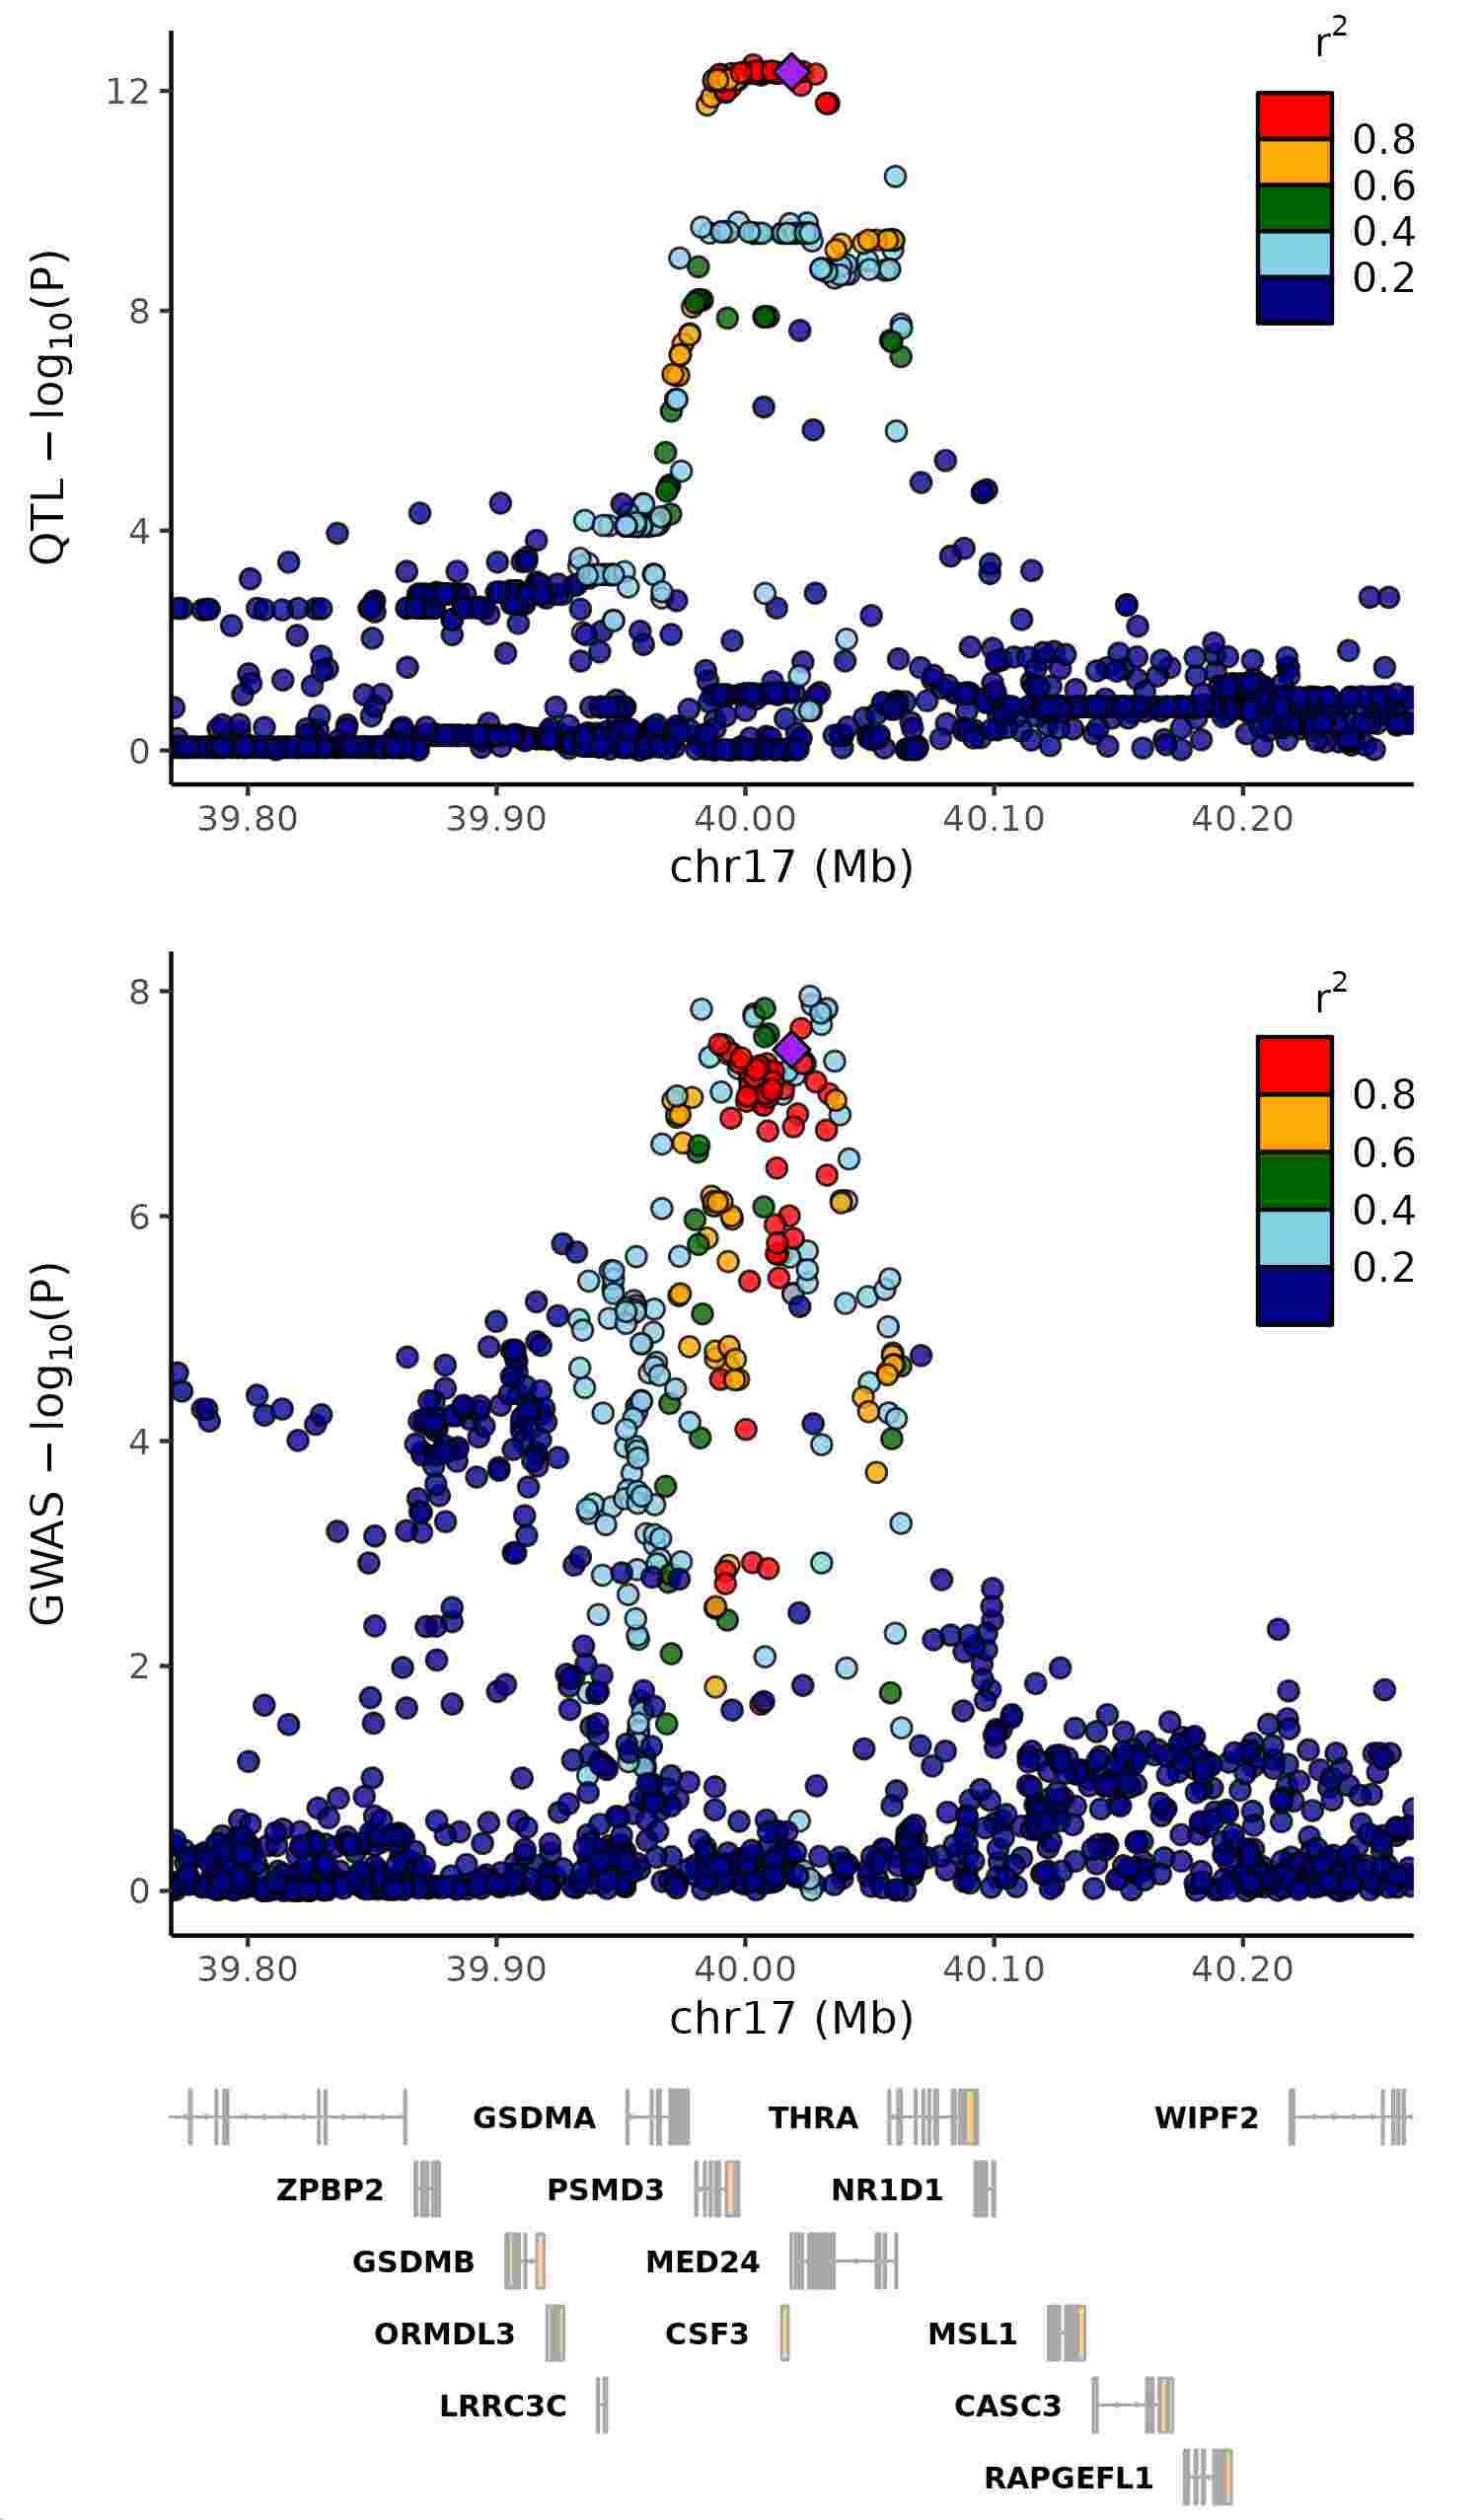 r²
12
8
4
0
QTL −log₁₀(P)
0.8
0.6
0.4
0.2
39.80 39.90 40.00 40.10 40.20
chr17 (Mb)
r²
8
6
4
2
0
GWAS −log₁₀(P)
0.8
0.6
0.4
0.2
39.80 39.90 40.00 40.10 40.20
chr17 (Mb)
GSDMA THRA WIPF2
ZPBP2 PSMD3 NR1D1
GSDMB MED24
ORMDL3 CSF3 MSL1
LRRC3C CASC3
RAPGEFL1